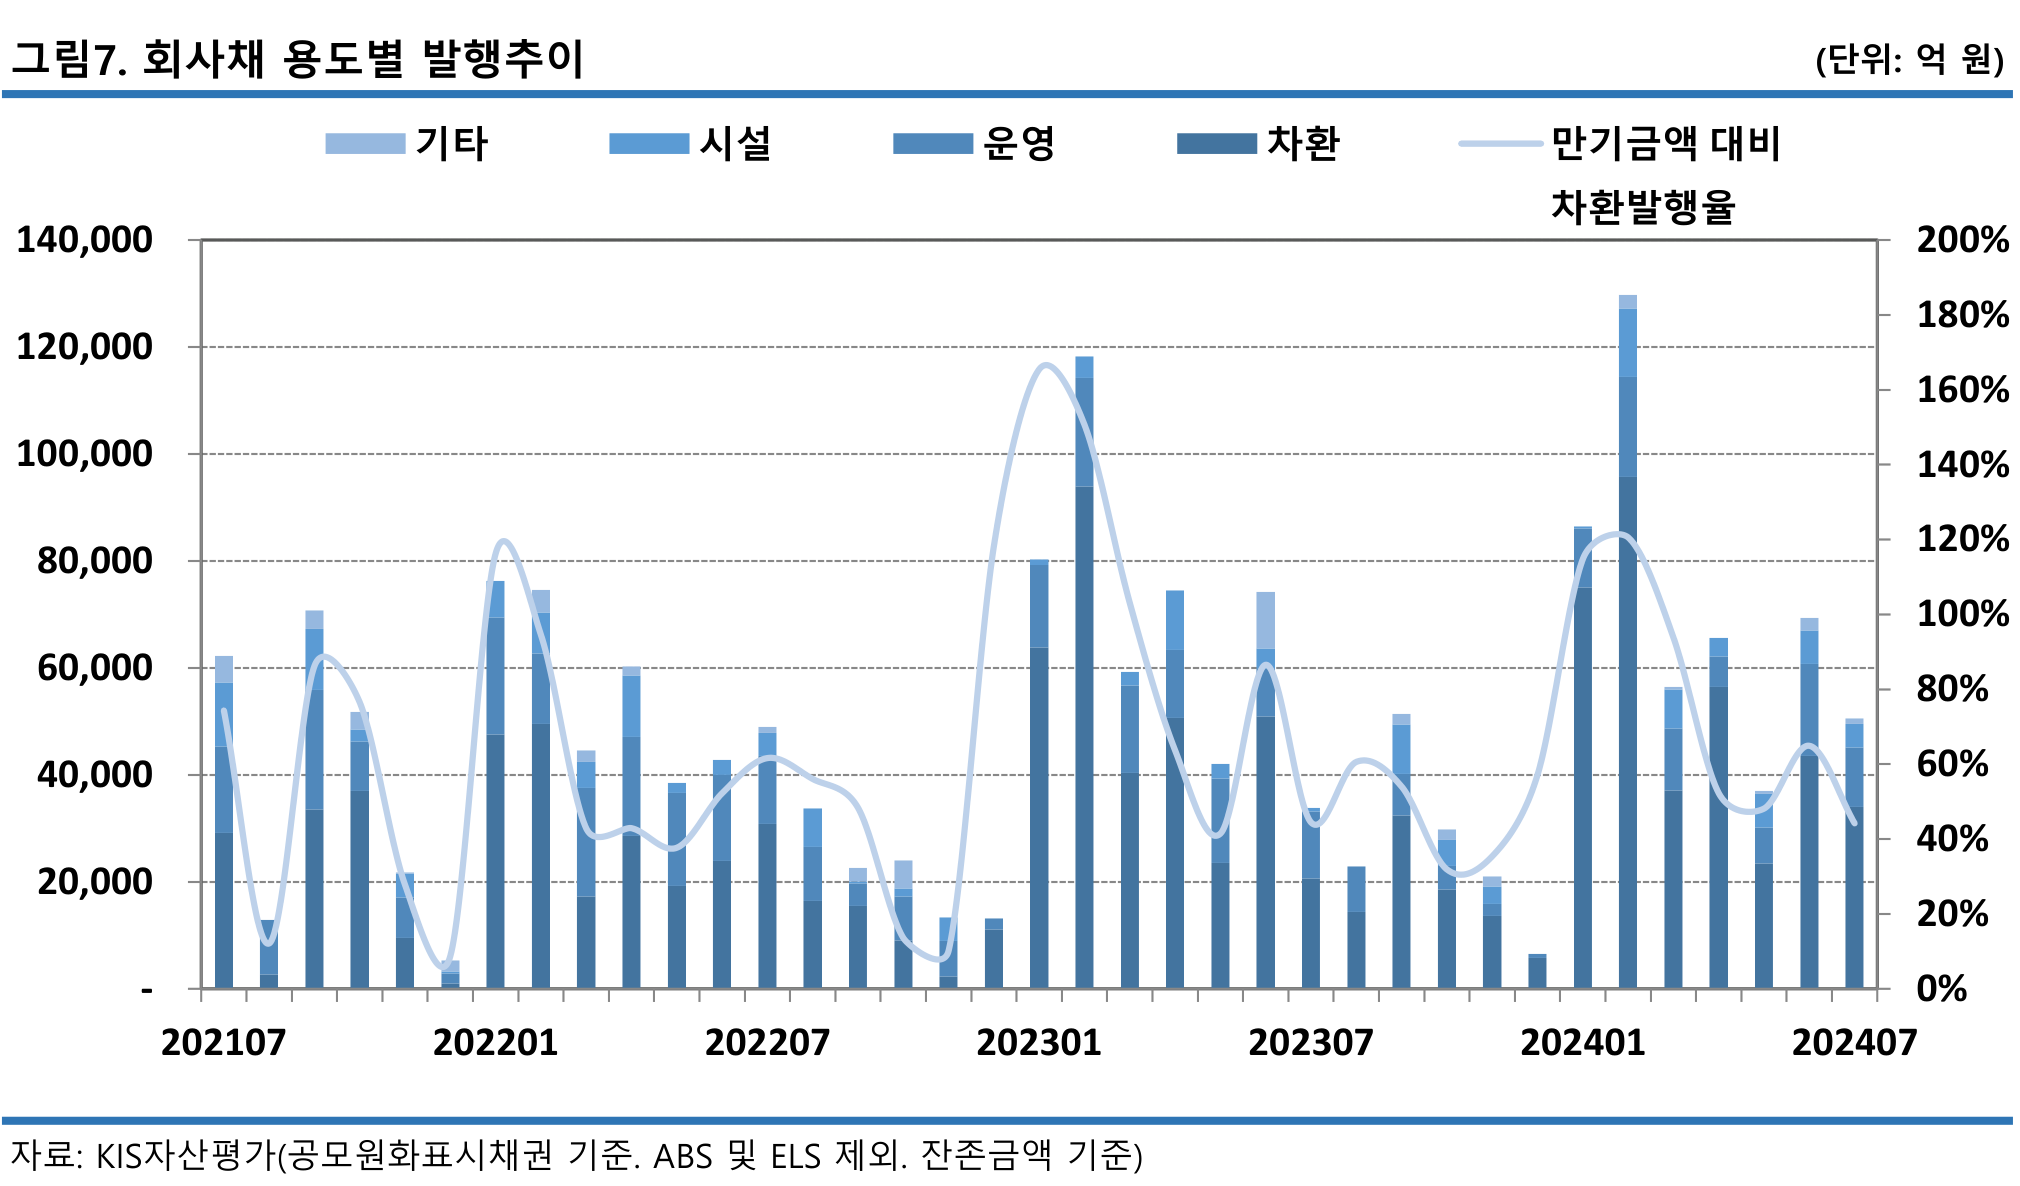 그림7. 회사채 용도별 발행추이
(단위: 억 원)
기타
시설
운영
차환
만기금액 대비
차환발행율
140,000
120,000
100,000
80,000
60,000
40,000
20,000
-
200%
180%
160%
140%
120%
100%
80%
60%
40%
20%
0%
202107
202201
202207
202301
202307
202401
202407
자료: KIS자산평가(공모원화표시채권 기준. ABS 및 ELS 제외. 잔존금액 기준)